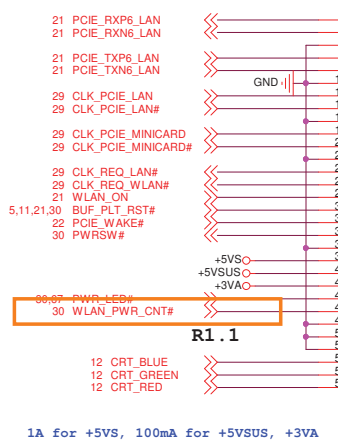 21 PCIE_RXP6_LAN
21 PCIE_RXN6_LAN
21 PCIE_TXP6_LAN
21 PCIE_TXN6_LAN
GND
29 CLK_PCIE_LAN
29 CLK_PCIE_LAN#
29 CLK_PCIE_MINICARD
29 CLK_PCIE_MINICARD#
29 CLK_REQ_LAN#
29 CLK_REQ_WLAN#
21 WLAN_ON
5,11,21,30 BUF_PLT_RST#
22 PCIE_WAKE#
30 PWRSW#
+5VS
+5VSUS
+3VA
PWR_LED#
30 WLAN_PWR_CNT#
R1.1
12 CRT_BLUE
12 CRT_GREEN
12 CRT_RED
1A for +5VS, 100mA for +5VSUS, +3VA